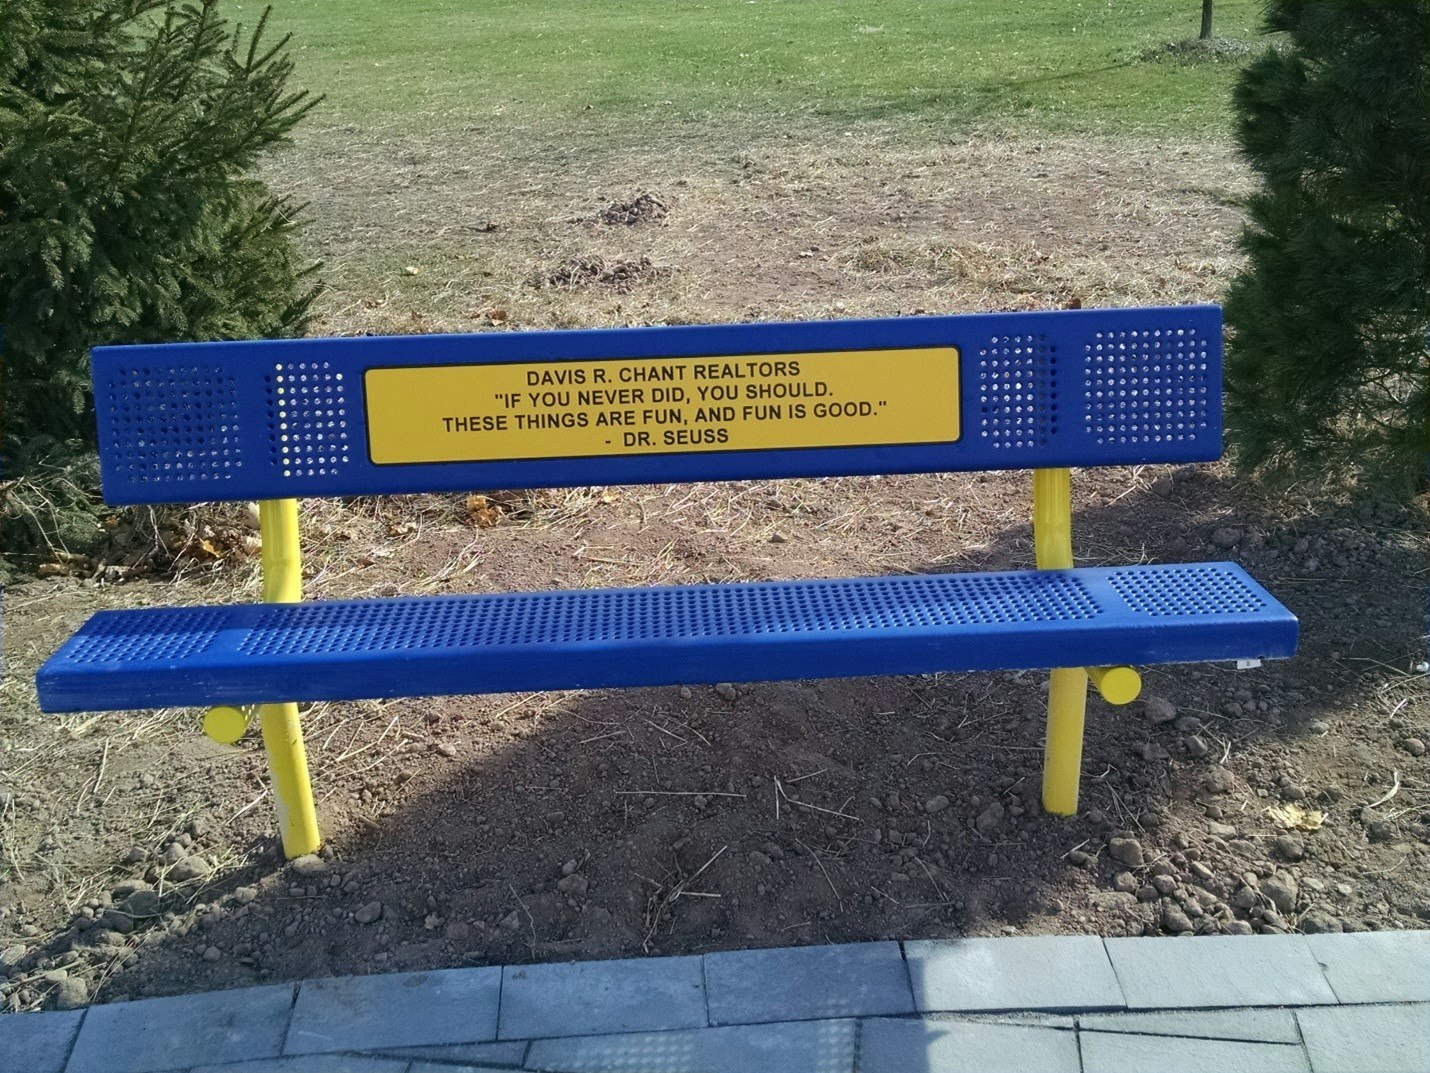 DAVIS R. CHANT REALTORS
"IF YOU NEVER DID, YOU SHOULD.
THESE THINGS ARE FUN, AND FUN IS GOOD."
- DR. SEUSS